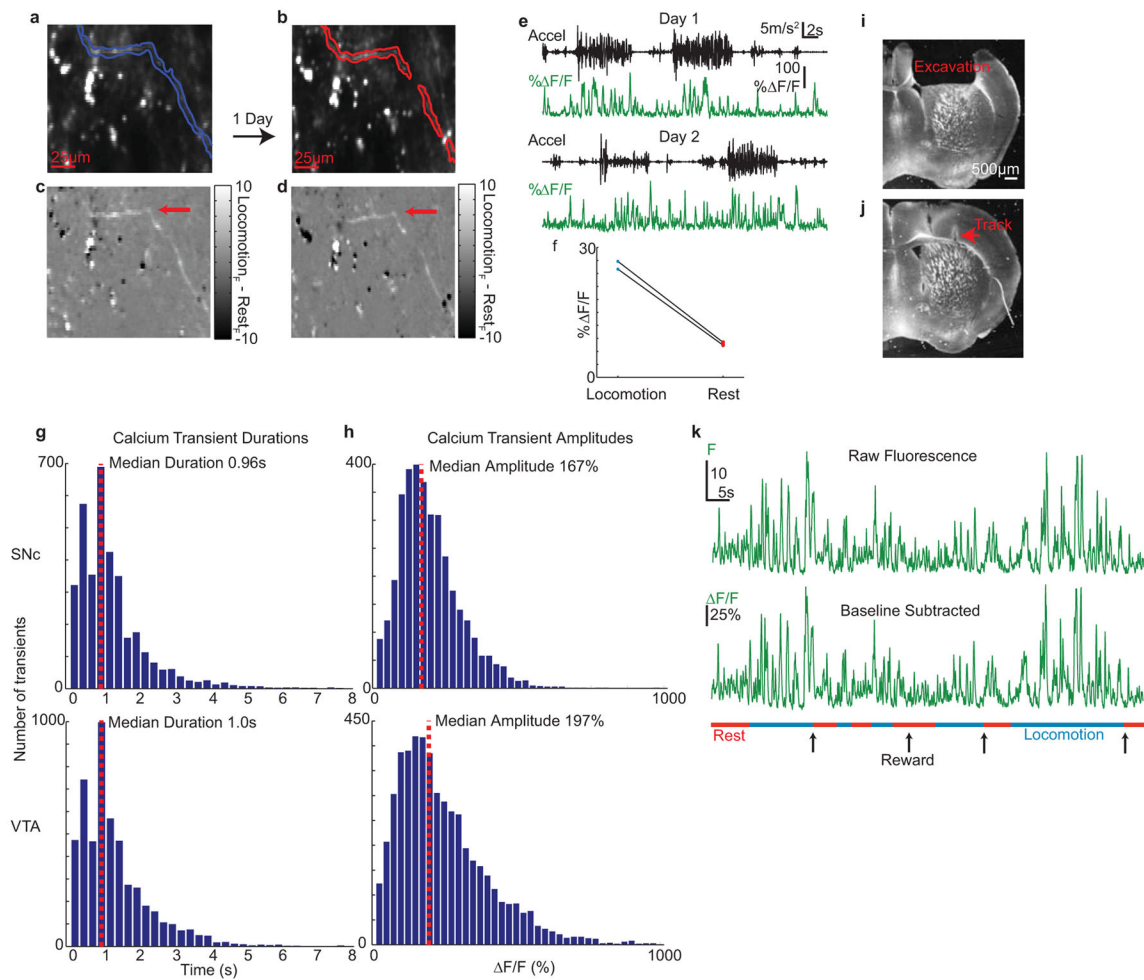 a
b
25µm
1 Day
25µm
c
d
10
Locomotion_F - Rest_F
-10
10
Locomotion_F - Rest_F
-10
e
Day 1
5m/s²
2s
Accel
%ΔF/F
100
%ΔF/F
Accel
Day 2
%ΔF/F
f
30
%ΔF/F
0
Locomotion
Rest
i
Excavation
500µm
j
Track
g
Calcium Transient Durations
700
Median Duration 0.96s
SNc
0
0 1 2 3 4 5 6 7 8
1000
Median Duration 1.0s
VTA
0
0 1 2 3 4 5 6 7 8
Number of transients
Time (s)
h
Calcium Transient Amplitudes
400
Median Amplitude 167%
0
0
1000
450
Median Amplitude 197%
0
0
1000
ΔF/F (%)
k
F
10
5s
Raw Fluorescence
ΔF/F
25%
Baseline Subtracted
Rest
Locomotion
Reward